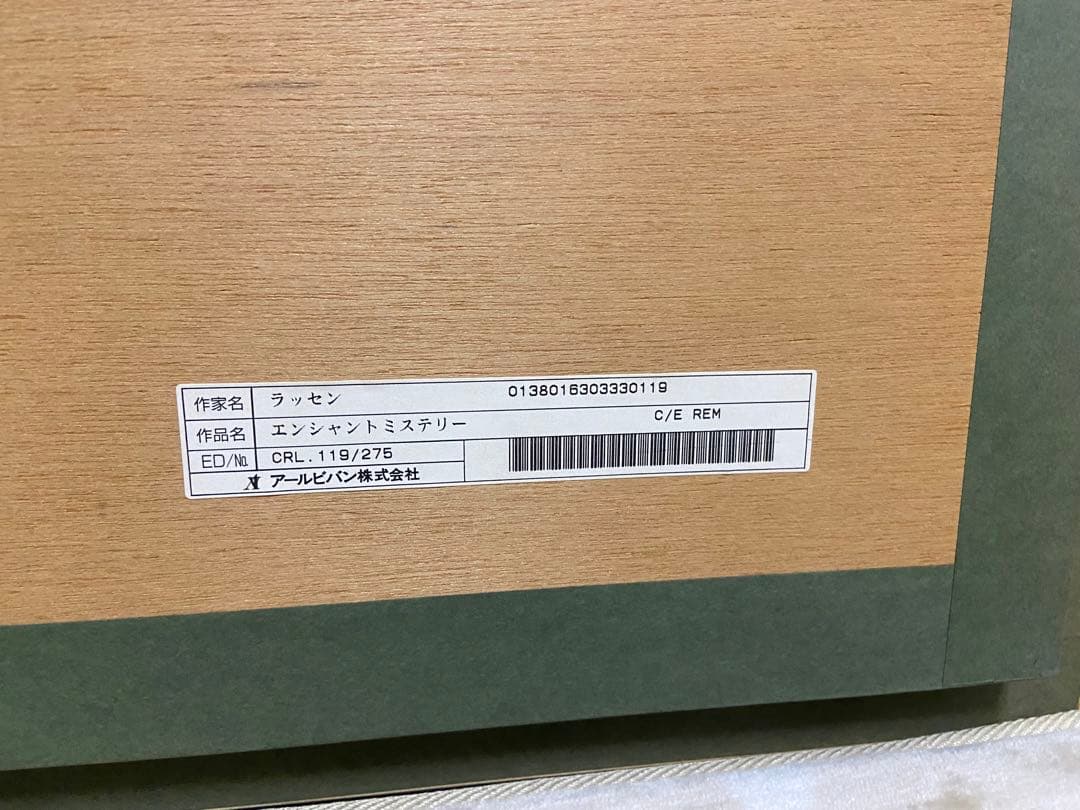 作家名 ラッセン 0138016303330119
作品名 エンシャントミステリー C/E REM
ED/№ CRL.119/275
アールビバン株式会社